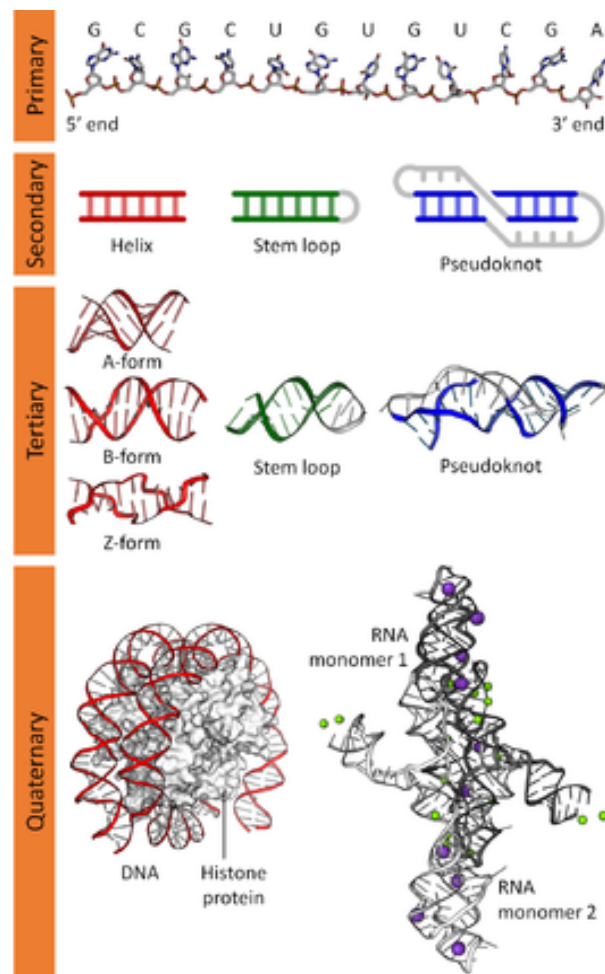 Primary
G C G C U G U G U C G A
5' end 3' end
Secondary
Helix
Stem loop
Pseudoknot
Tertiary
A-form
B-form
Z-form
Stem loop
Pseudoknot
Quaternary
DNA
Histone
protein
RNA
monomer 1
RNA
monomer 2